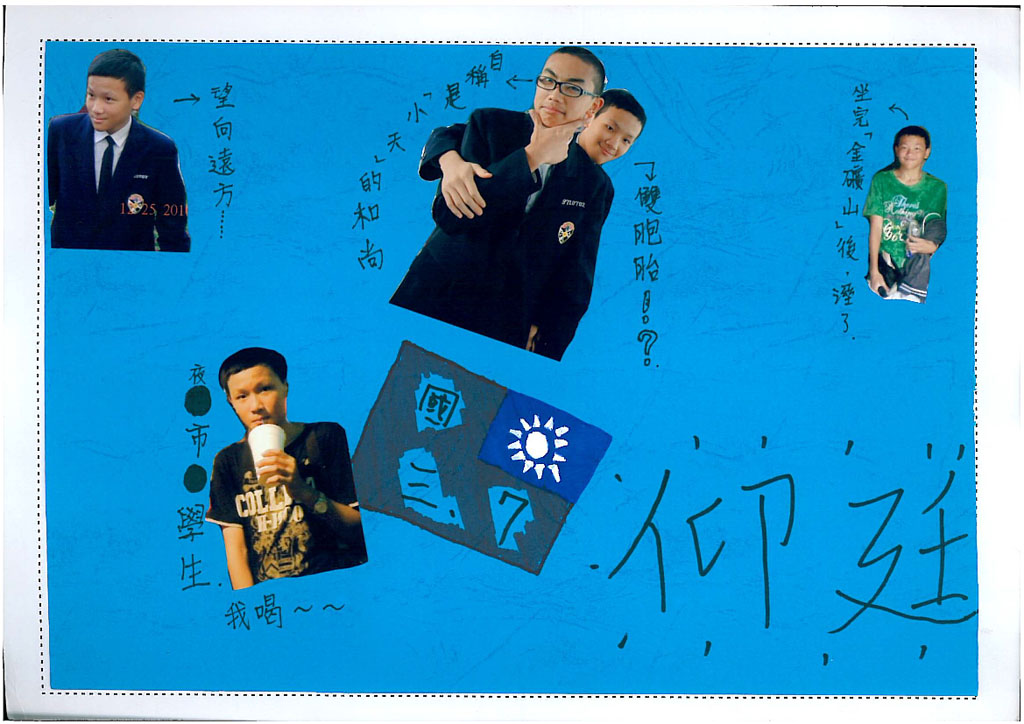 望向遠方……
12 25 201
自稱
是「小天」的和尚
「雙胞胎!!?
坐完「金礦山」後,溼了…
夜市學生.
我喝~~
國
三.7
仰廷